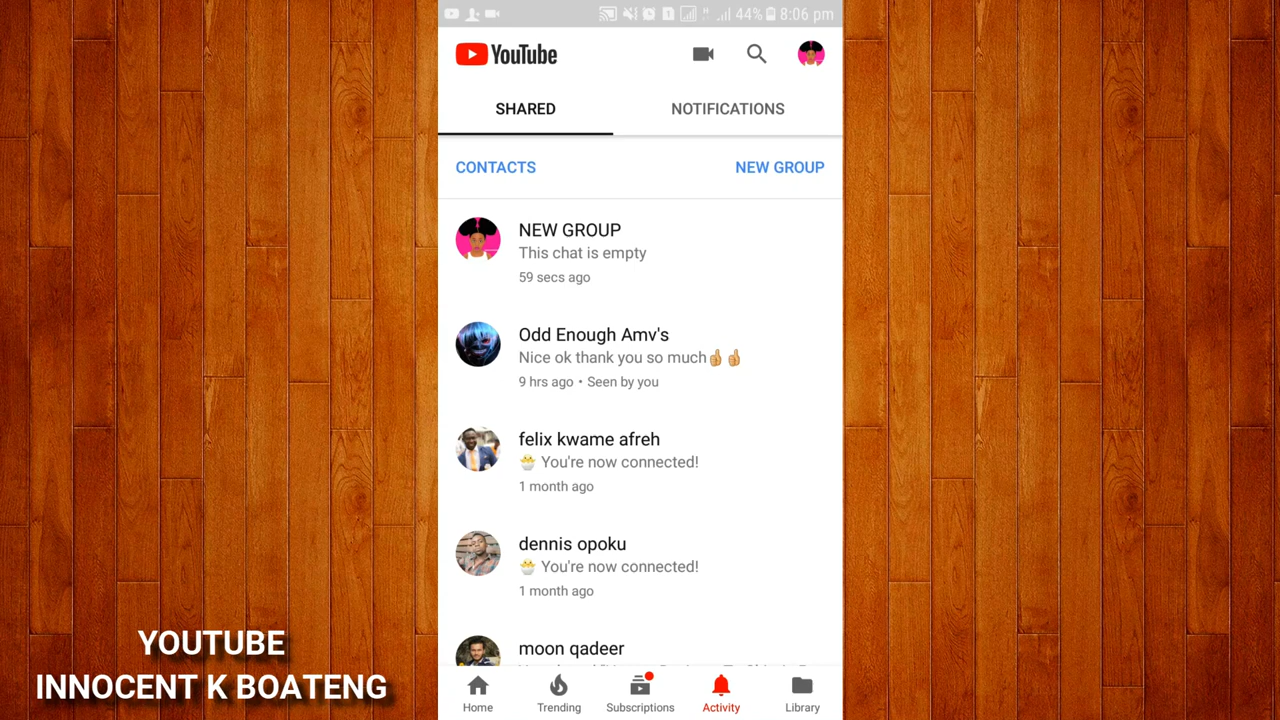 44% 8:06 pm
YouTube
SHARED NOTIFICATIONS
CONTACTS NEW GROUP
NEW GROUP
This chat is empty
59 secs ago
Odd Enough Amv's
Nice ok thank you so much👍👍
9 hrs ago • Seen by you
felix kwame afreh
🐣 You're now connected!
1 month ago
dennis opoku
🐣 You're now connected!
1 month ago
moon qadeer
Home Trending Subscriptions Activity Library
YOUTUBE
INNOCENT K BOATENG